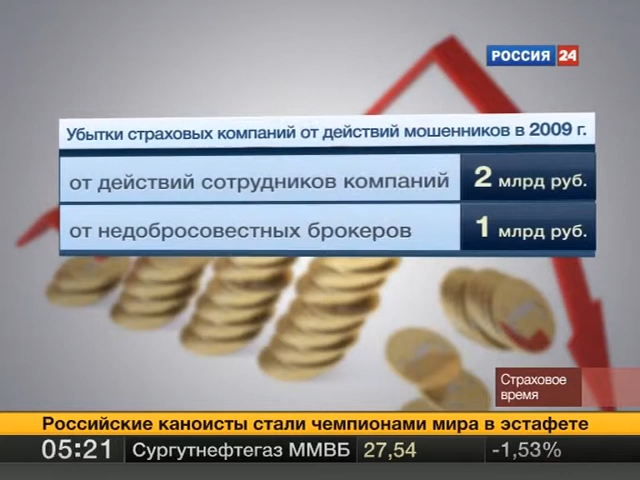 РОССИЯ 24
Убытки страховых компаний от действий мошенников в 2009 г.
от действий сотрудников компаний 2 млрд руб.
от недобросовестных брокеров 1 млрд руб.
Страховое
время
Российские каноисты стали чемпионами мира в эстафете
05:21 Сургутнефтегаз ММВБ 27,54 -1,53%